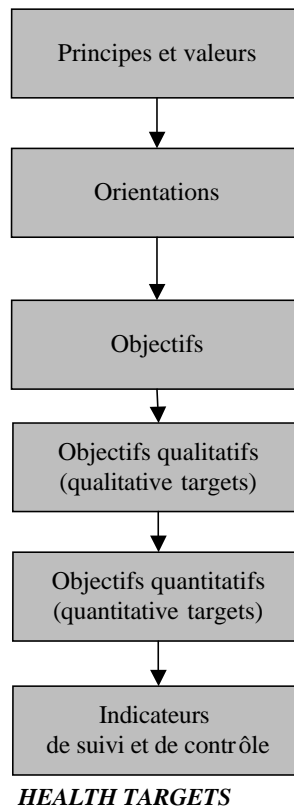 Principes et valeurs
Orientations
Objectifs
Objectifs qualitatifs
(qualitative targets)
Objectifs quantitatifs
(quantitative targets)
Indicateurs
de suivi et de contrôle
HEALTH TARGETS